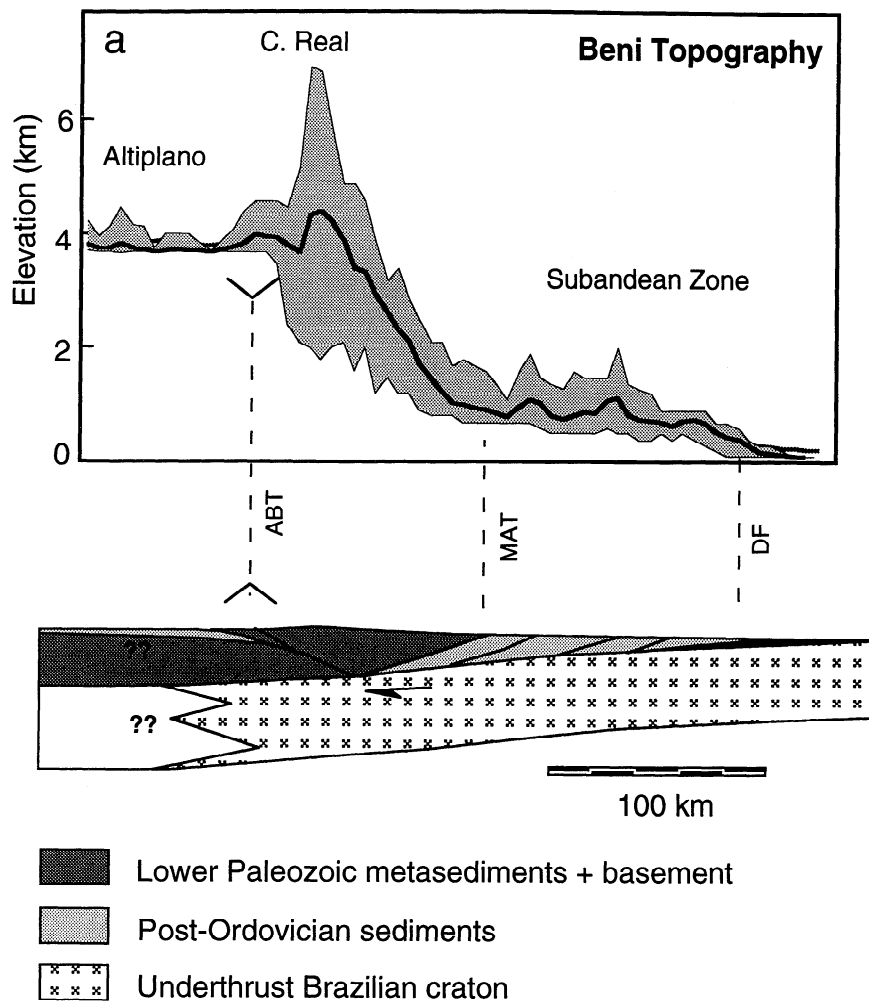 a
C. Real
Beni Topography
Elevation (km)
6
4
2
0
Altiplano
Subandean Zone
ABT
MAT
DF
??
??
100 km
Lower Paleozoic metasediments + basement
Post-Ordovician sediments
Underthrust Brazilian craton